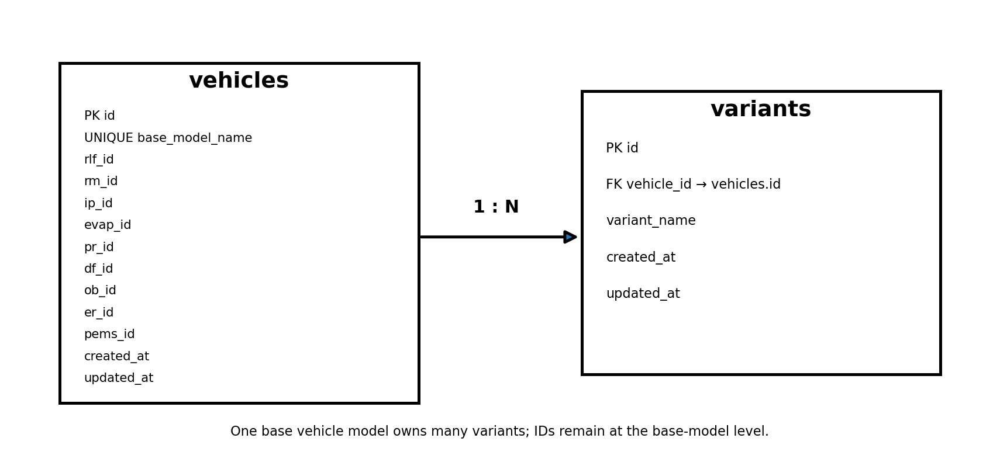 vehicles
PK id
UNIQUE base_model_name
rlf_id
rm_id
ip_id
evap_id
pr_id
df_id
ob_id
er_id
pems_id
created_at
updated_at
1 : N
variants
PK id
FK vehicle_id → vehicles.id
variant_name
created_at
updated_at
One base vehicle model owns many variants; IDs remain at the base-model level.